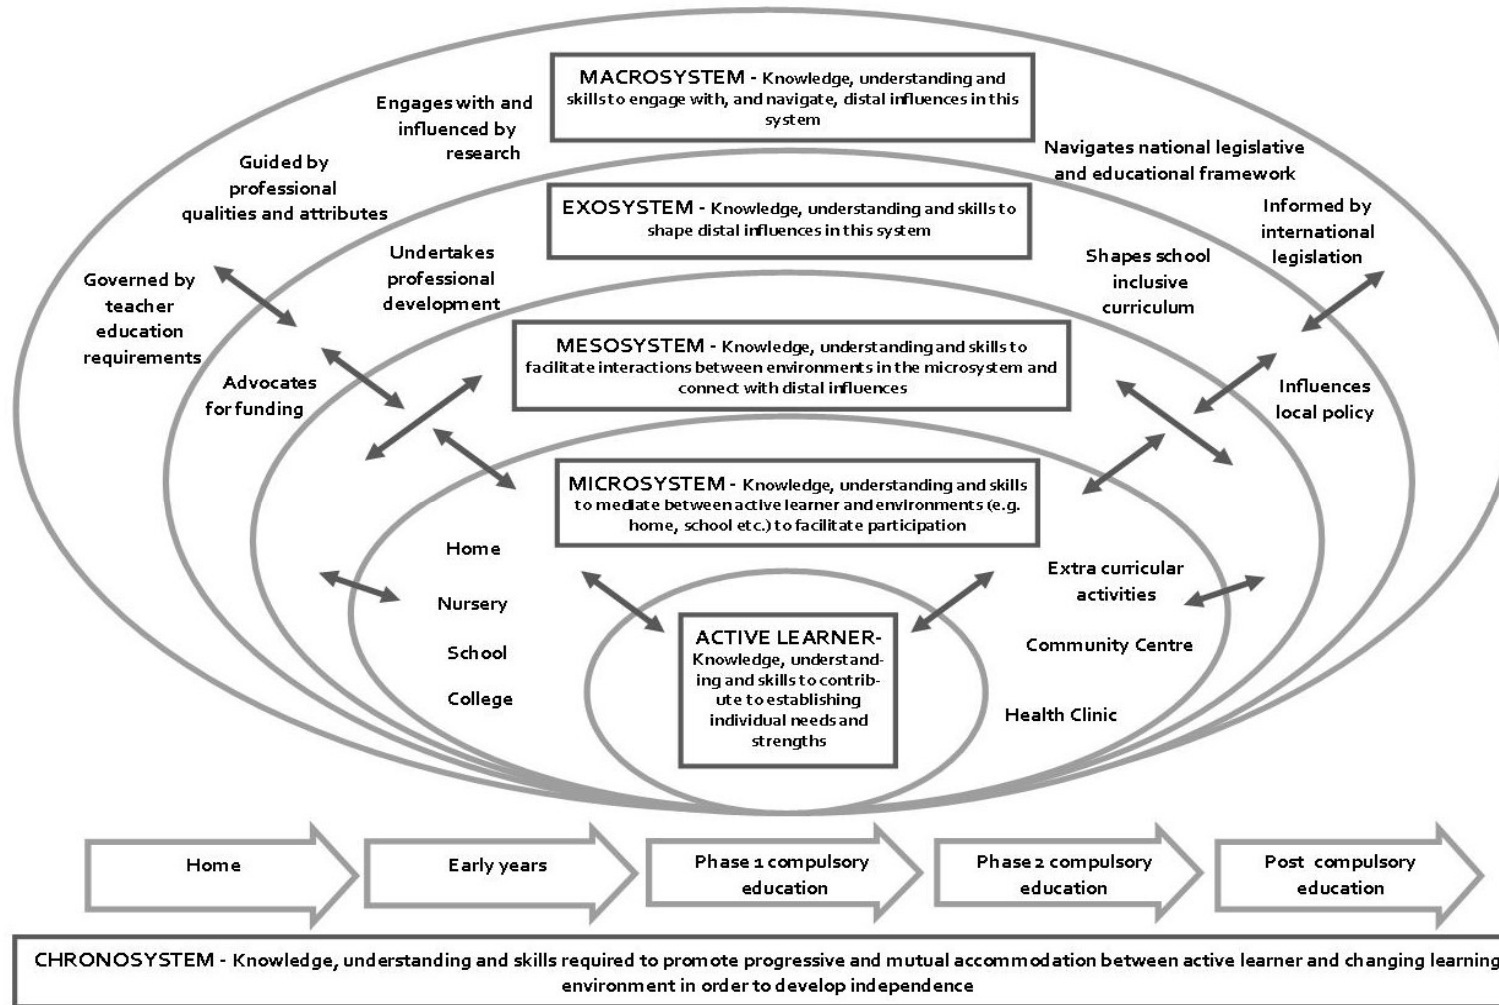 MACROSYSTEM - Knowledge, understanding and
skills to engage with, and navigate, distal influences in this
system
Engages with and
influenced by
research
Guided by
professional
qualities and attributes
Governed by
teacher
education
requirements
Navigates national legislative
and educational framework
Informed by
international
legislation
EXOSYSTEM - Knowledge, understanding and skills to
shape distal influences in this system
Undertakes
professional
development
Advocates
for funding
Shapes school
inclusive
curriculum
Influences
local policy
MESOSYSTEM - Knowledge, understanding and skills to
facilitate interactions between environments in the microsystem and
connect with distal influences
MICROSYSTEM - Knowledge, understanding and skills
to mediate between active learner and environments (e.g.
home, school etc.) to facilitate participation
Home
Nursery
School
College
Extra curricular
activities
Community Centre
Health Clinic
ACTIVE LEARNER-
Knowledge, understand-
ing and skills to contrib-
ute to establishing
individual needs and
strengths
Home
Early years
Phase 1 compulsory
education
Phase 2 compulsory
education
Post compulsory
education
CHRONOSYSTEM - Knowledge, understanding and skills required to promote progressive and mutual accommodation between active learner and changing learning
environment in order to develop independence